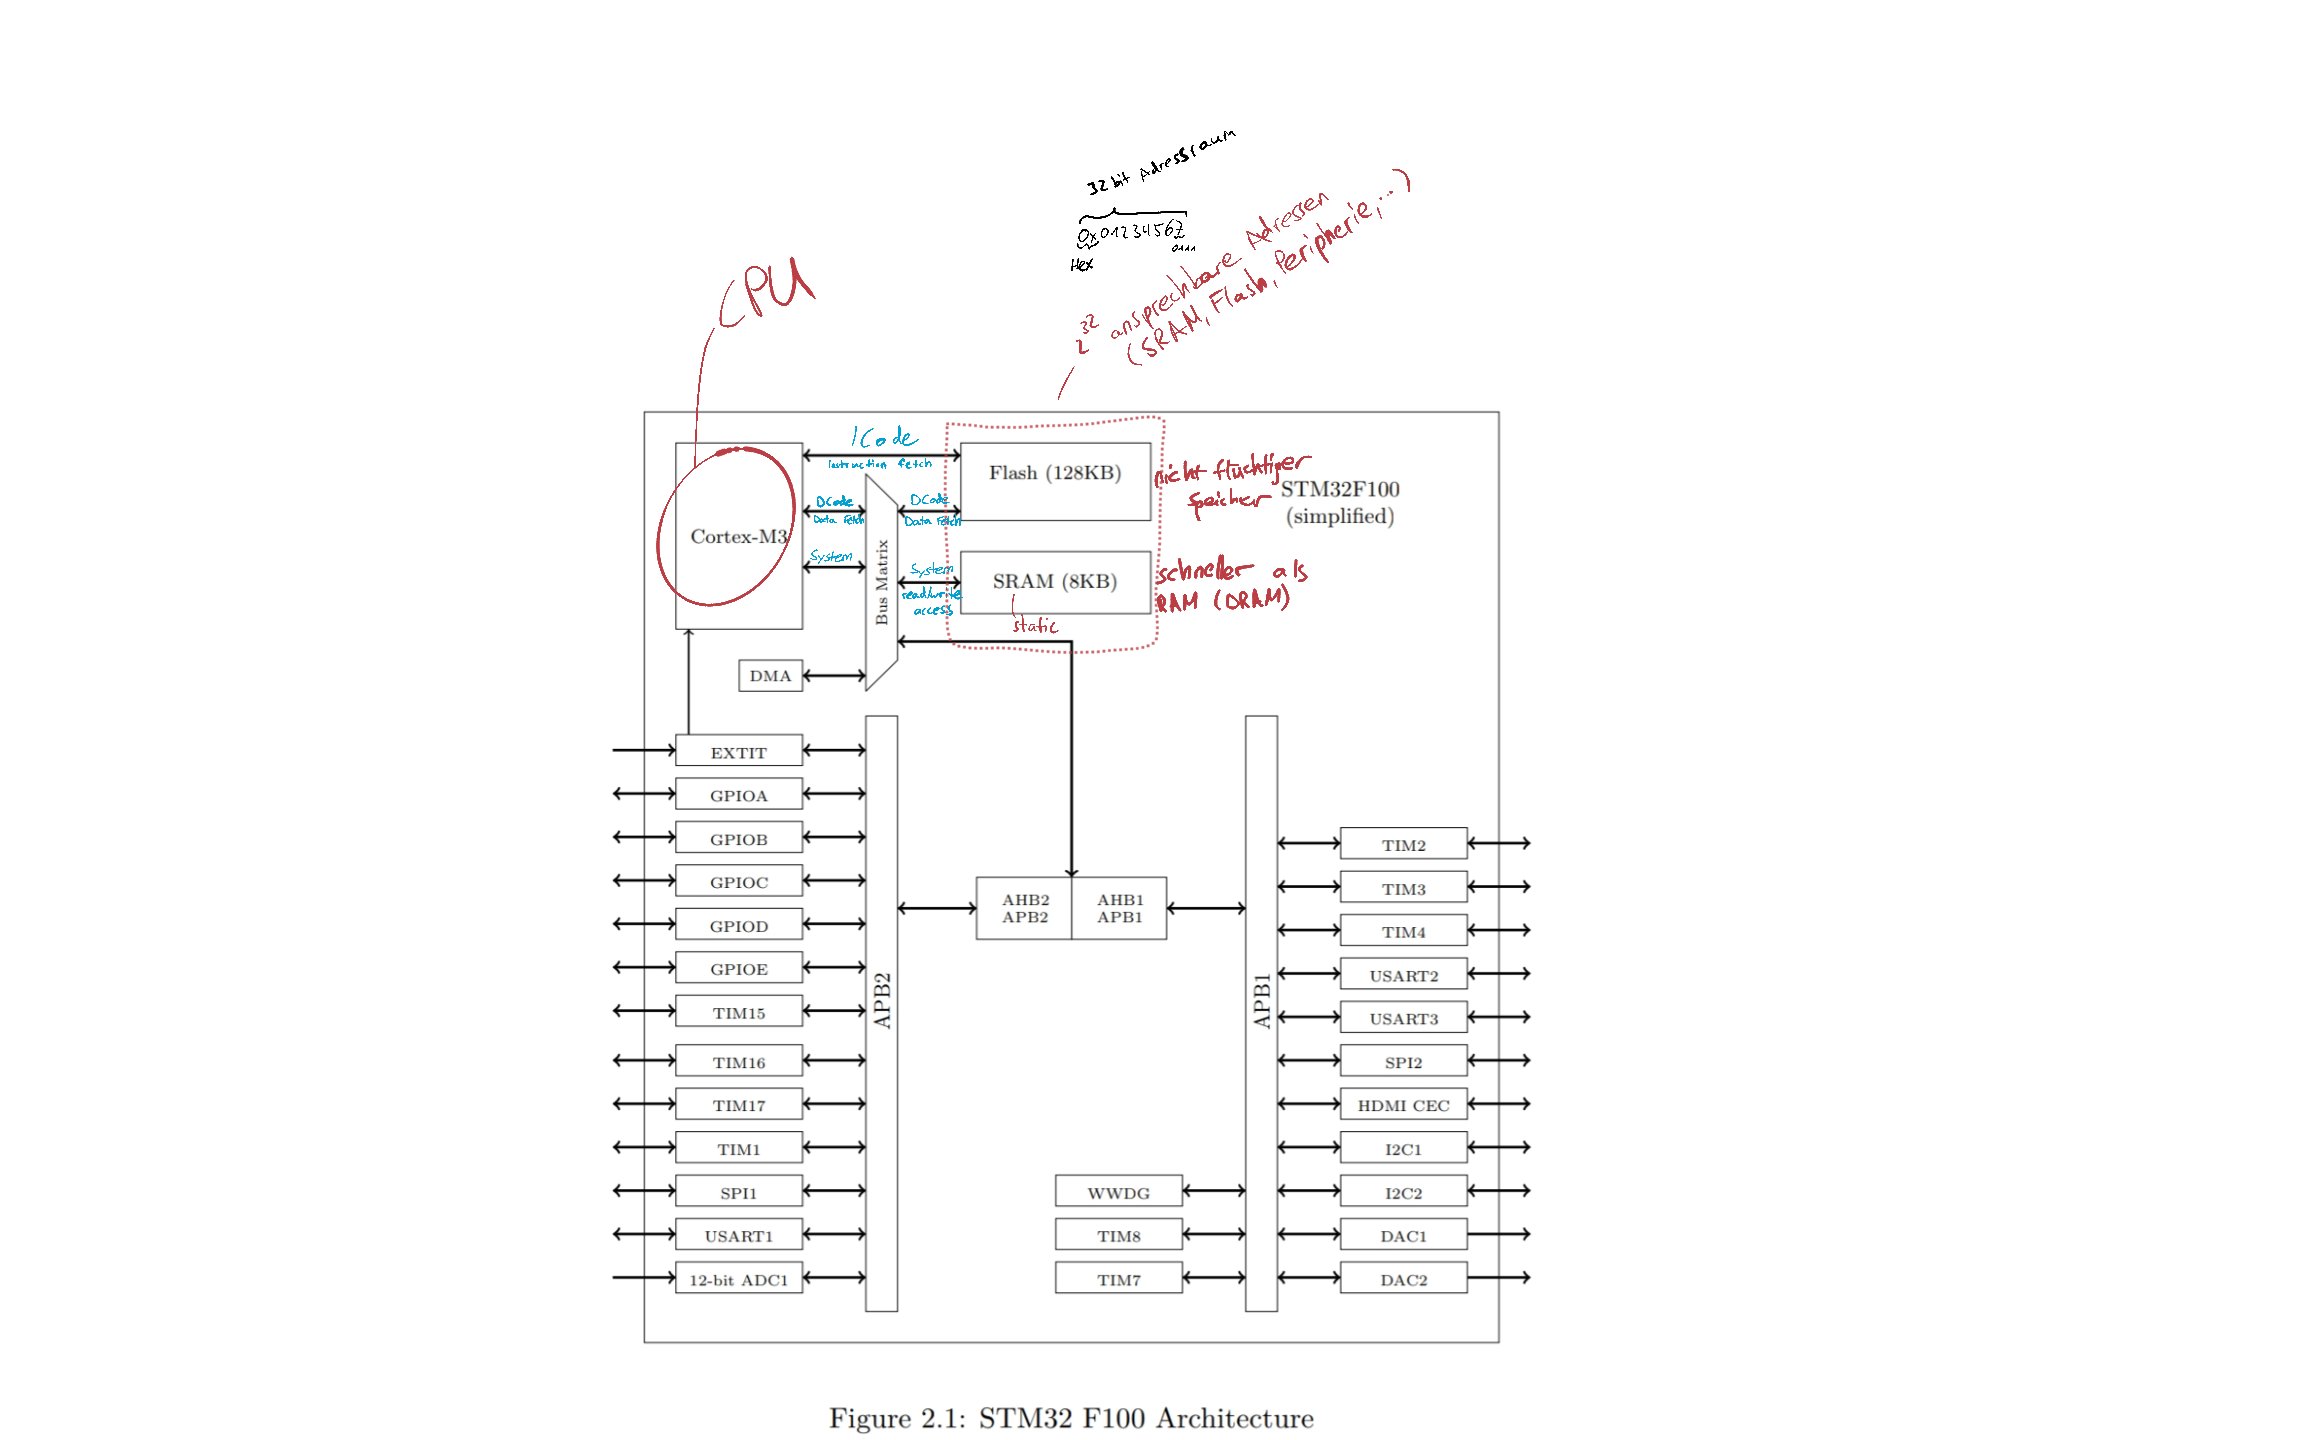 32 bit Adressraum
0x01234567
0111
Hex
2^32 ansprechbare Adressen
(SRAM, Flash, Peripherie,...)
CPU
ICode
Instruction fetch
Flash (128KB)
nicht flüchtiger
Speicher
STM32F100
(simplified)
DCode
Data Fetch
DCode
Data Fetch
Cortex-M3
System
Bus Matrix
System
read/write
access
SRAM (8KB)
static
schneller als
RAM (DRAM)
DMA
EXTIT
GPIOA
GPIOB
GPIOC
GPIOD
GPIOE
TIM15
TIM16
TIM17
TIM1
SPI1
USART1
12-bit ADC1
APB2
AHB2
APB2
AHB1
APB1
WWDG
TIM8
TIM7
APB1
TIM2
TIM3
TIM4
USART2
USART3
SPI2
HDMI CEC
I2C1
I2C2
DAC1
DAC2
Figure 2.1: STM32 F100 Architecture